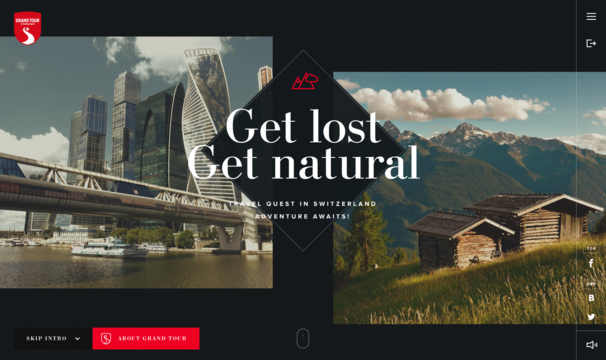 GRAND TOUR
Get lost
Get natural
TRAVEL QUEST IN SWITZERLAND
ADVENTURE AWAITS!
SKIP INTRO
ABOUT GRAND TOUR